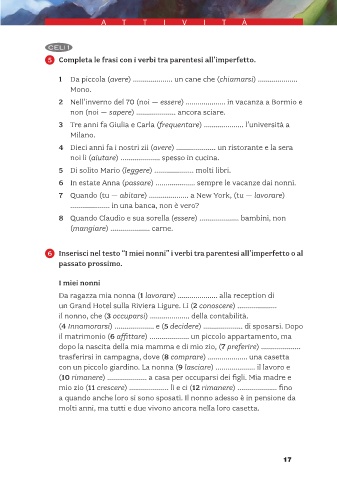 ATTIVITÀ
CELI 1
5 Completa le frasi con i verbi tra parentesi all'imperfetto.
1 Da piccola (avere) .................... un cane che (chiamarsi) ....................
Mono.
2 Nell'inverno del 70 (noi — essere) .................... in vacanza a Bormio e
non (noi — sapere) .................... ancora sciare.
3 Tre anni fa Giulia e Carla (frequentare) .................... l'università a
Milano.
4 Dieci anni fa i nostri zii (avere) .................... un ristorante e la sera
noi li (aiutare) .................... spesso in cucina.
5 Di solito Mario (leggere) .................... molti libri.
6 In estate Anna (passare) .................... sempre le vacanze dai nonni.
7 Quando (tu — abitare) .................... a New York, (tu — lavorare)
.................... in una banca, non è vero?
8 Quando Claudio e sua sorella (essere) .................... bambini, non
(mangiare) .................... carne.
6 Inserisci nel testo "I miei nonni" i verbi tra parentesi all'imperfetto o al
passato prossimo.
I miei nonni
Da ragazza mia nonna (1 lavorare) .................... alla reception di
un Grand Hotel sulla Riviera Ligure. Lì (2 conoscere) ....................
il nonno, che (3 occuparsi) .................... della contabilità.
(4 Innamorarsi) .................... e (5 decidere) .................... di sposarsi. Dopo
il matrimonio (6 affittare) .................... un piccolo appartamento, ma
dopo la nascita della mia mamma e di mio zio, (7 preferire) ....................
trasferirsi in campagna, dove (8 comprare) .................... una casetta
con un piccolo giardino. La nonna (9 lasciare) .................... il lavoro e
(10 rimanere) .................... a casa per occuparsi dei figli. Mia madre e
mio zio (11 crescere) .................... lì e ci (12 rimanere) .................... fino
a quando anche loro si sono sposati. Il nonno adesso è in pensione da
molti anni, ma tutti e due vivono ancora nella loro casetta.
17